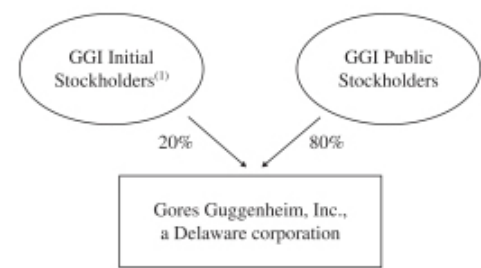 GGI Initial
Stockholders(1)
GGI Public
Stockholders
20%
80%
Gores Guggenheim, Inc.,
a Delaware corporation